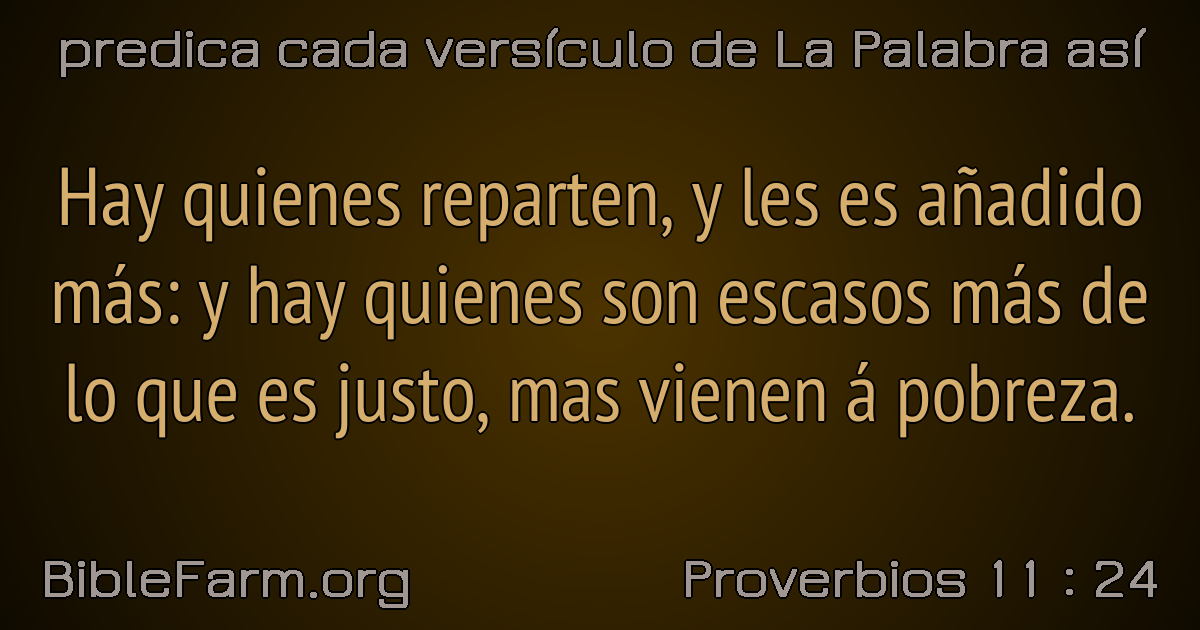 predica cada versículo de La Palabra así
Hay quienes reparten, y les es añadido
más: y hay quienes son escasos más de
lo que es justo, mas vienen á pobreza.
BibleFarm.org
Proverbios 11 : 24